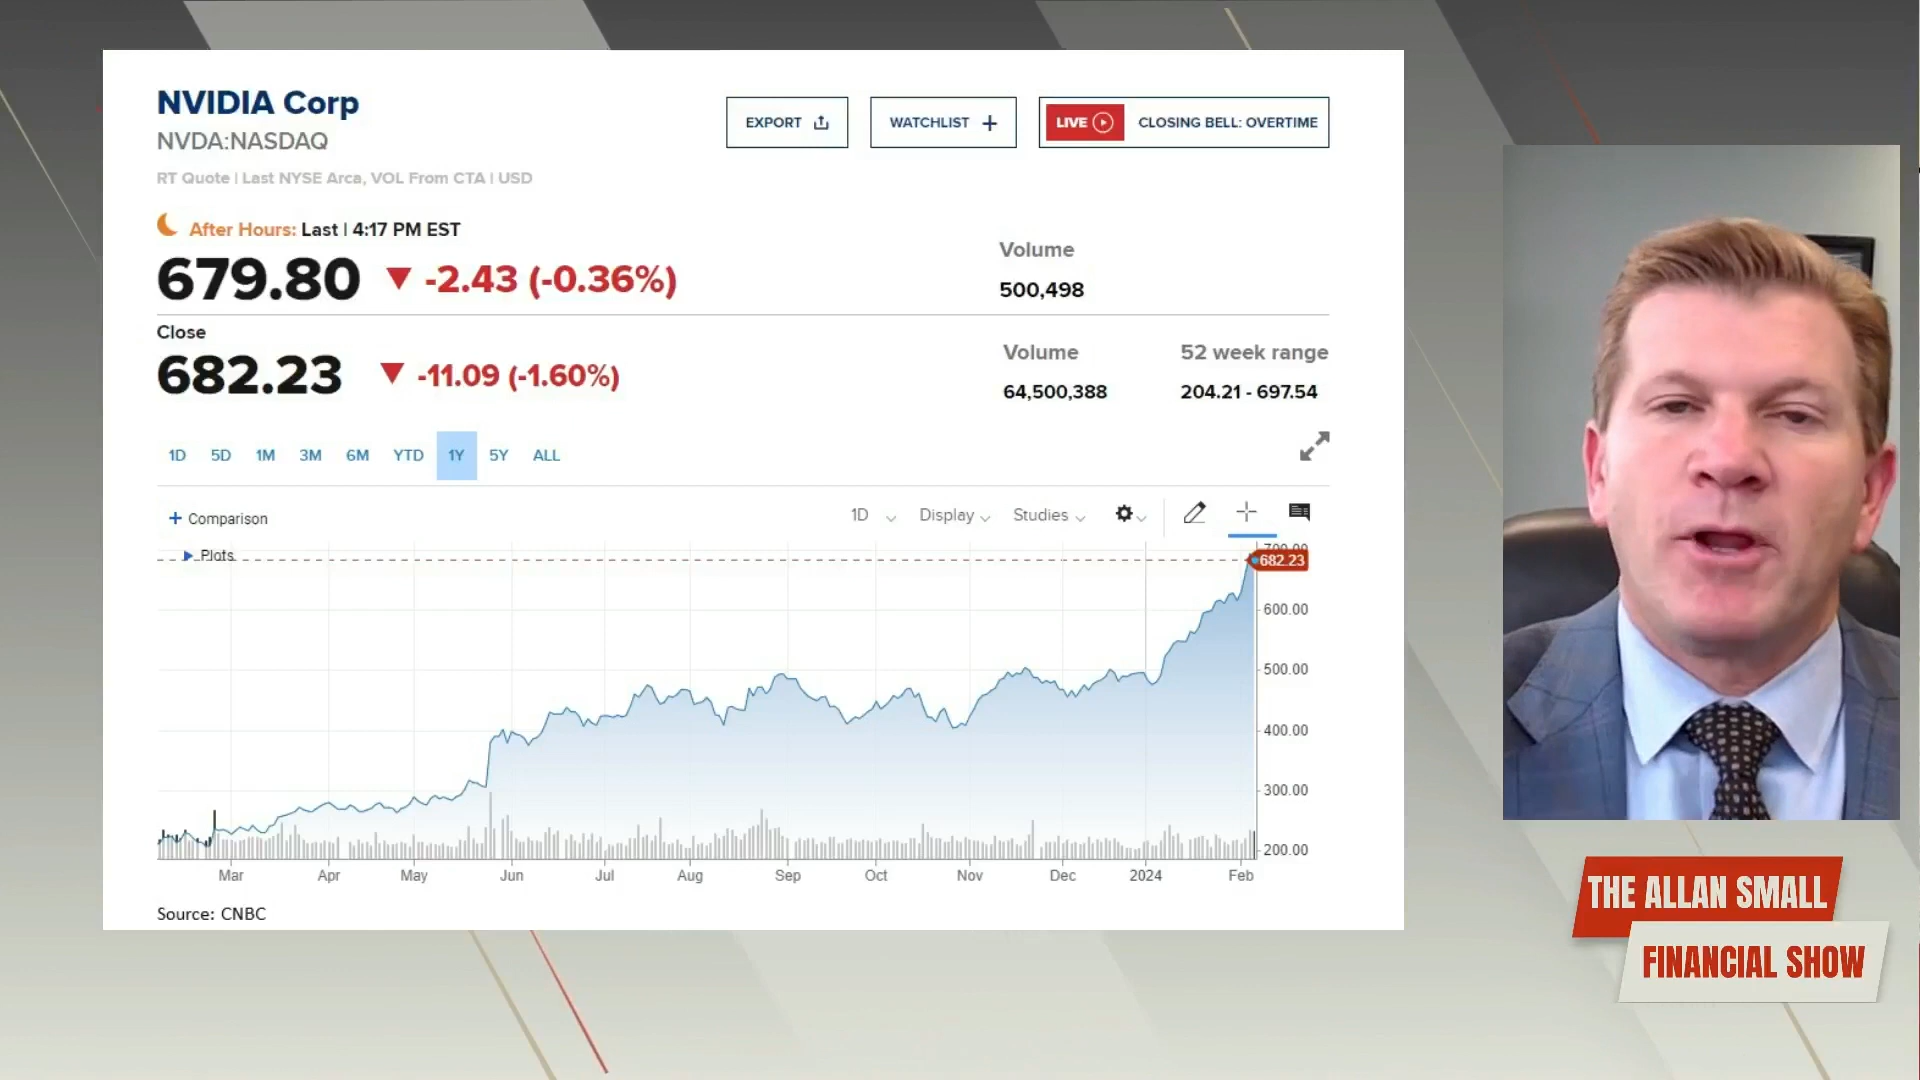 NVIDIA Corp
NVDA:NASDAQ
RT Quote | Last NYSE Arca, VOL From CTA | USD
EXPORT
WATCHLIST
LIVE
CLOSING BELL: OVERTIME
After Hours: Last | 4:17 PM EST
679.80 -2.43 (-0.36%)
Volume
500,498
Close
682.23 -11.09 (-1.60%)
Volume
64,500,388
52 week range
204.21 - 697.54
1D 5D 1M 3M 6M YTD 1Y 5Y ALL
+ Comparison
1D Display Studies
Plots
700.00
682.23
600.00
500.00
400.00
300.00
200.00
Mar Apr May Jun Jul Aug Sep Oct Nov Dec 2024 Feb
Source: CNBC
THE ALLAN SMALL
FINANCIAL SHOW